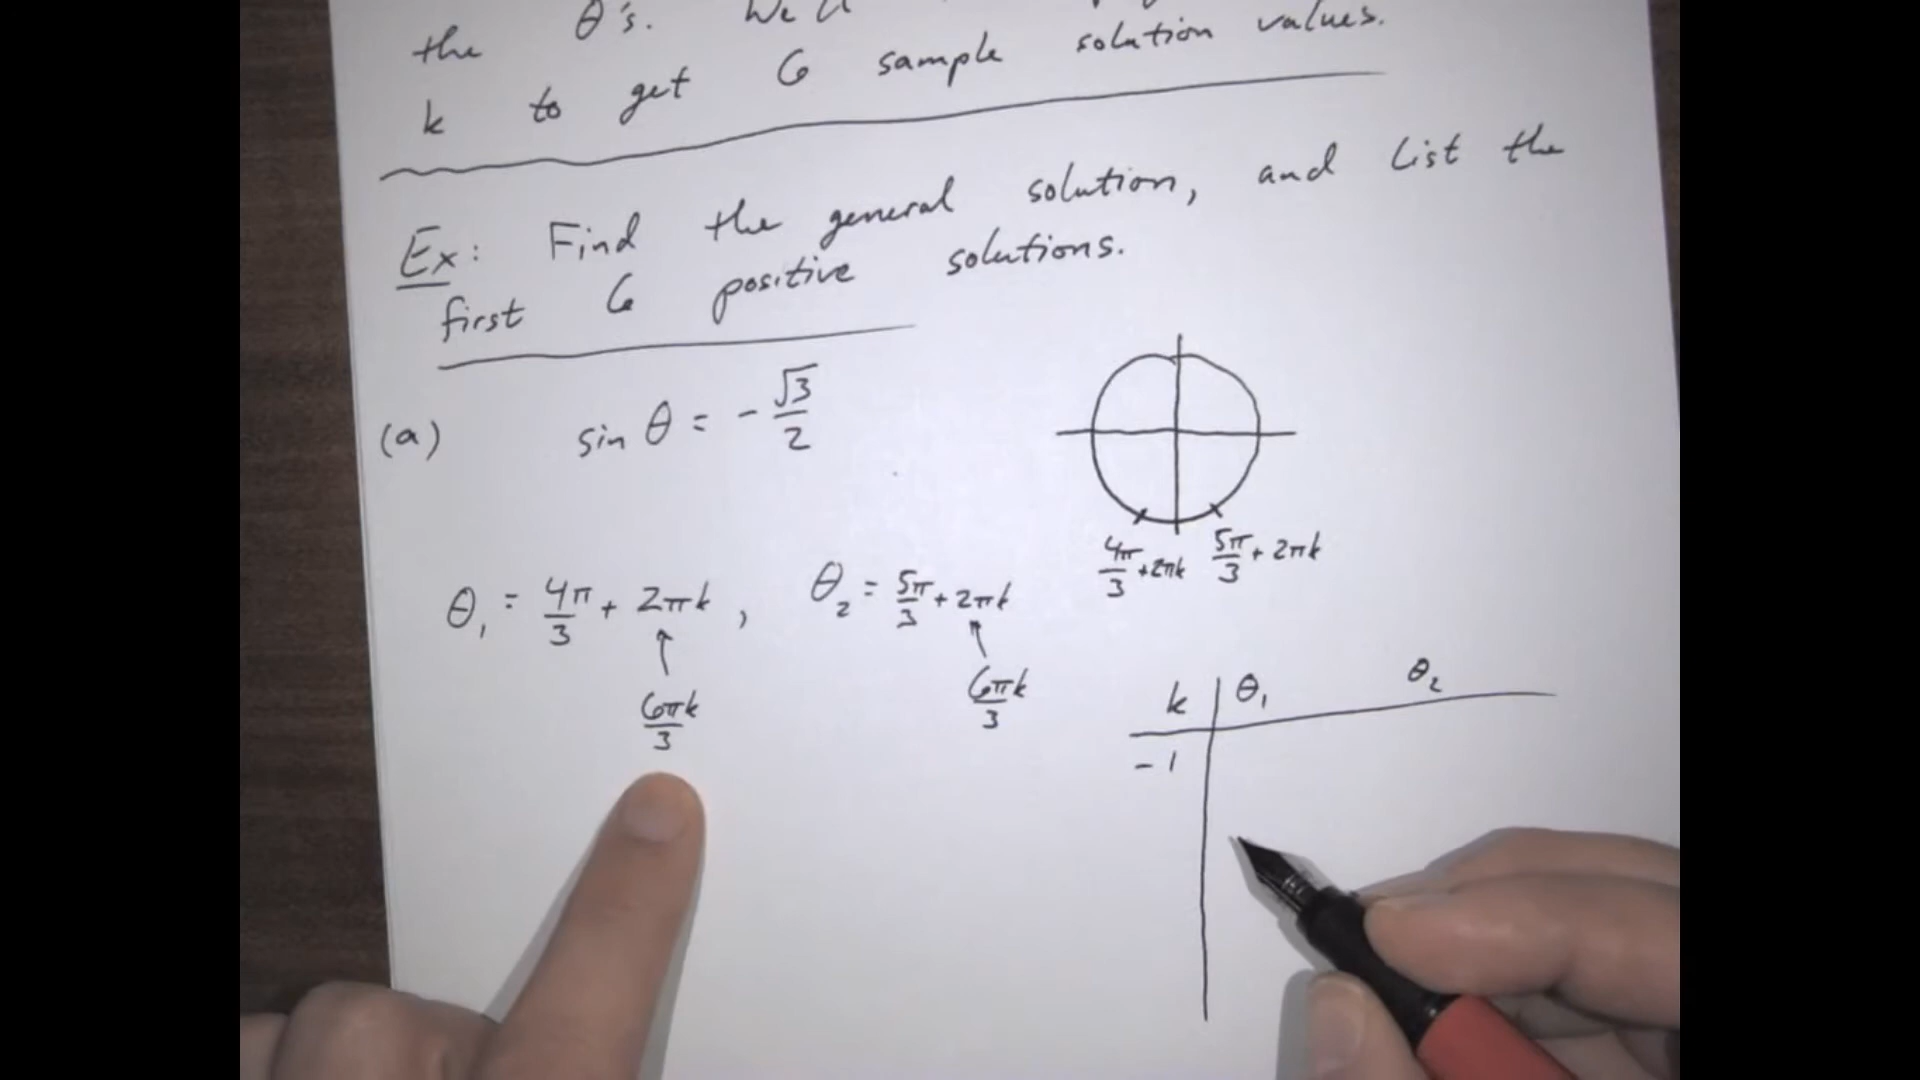 the θ's. We'll
k to get 6 sample solution values.
Ex: Find the general solution, and list the
first 6 positive solutions.
(a) sin θ = - √3/2
4π/3 + 2πk 5π/3 + 2πk
θ₁ = 4π/3 + 2πk, θ₂ = 5π/3 + 2πk
6πk/3 6πk/3
k θ₁ θ₂
-1